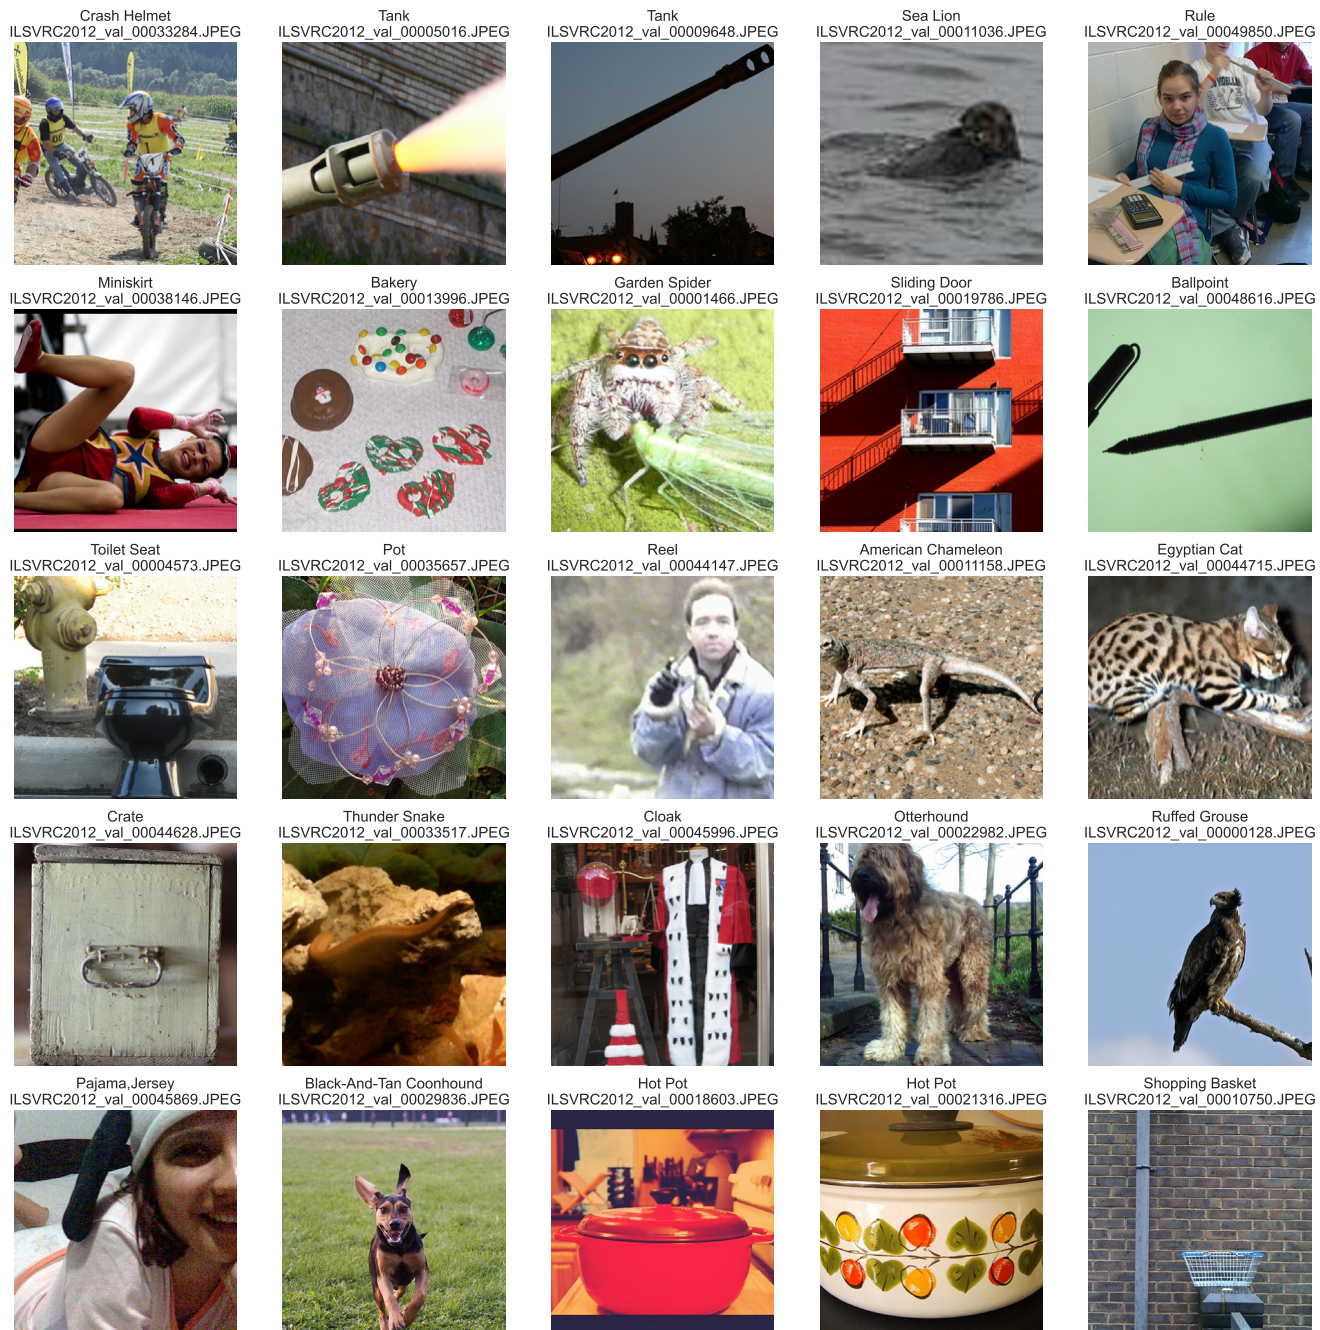 Crash Helmet
ILSVRC2012_val_00033284.JPEG
Tank
ILSVRC2012_val_00005016.JPEG
Tank
ILSVRC2012_val_00009648.JPEG
Sea Lion
ILSVRC2012_val_00011036.JPEG
Rule
ILSVRC2012_val_00049850.JPEG
Miniskirt
ILSVRC2012_val_00038146.JPEG
Bakery
ILSVRC2012_val_00013996.JPEG
Garden Spider
ILSVRC2012_val_00001466.JPEG
Sliding Door
ILSVRC2012_val_00019786.JPEG
Ballpoint
ILSVRC2012_val_00048616.JPEG
Toilet Seat
ILSVRC2012_val_00004573.JPEG
Pot
ILSVRC2012_val_00035657.JPEG
Reel
ILSVRC2012_val_00044147.JPEG
American Chameleon
ILSVRC2012_val_00011158.JPEG
Egyptian Cat
ILSVRC2012_val_00044715.JPEG
Crate
ILSVRC2012_val_00044628.JPEG
Thunder Snake
ILSVRC2012_val_00033517.JPEG
Cloak
ILSVRC2012_val_00045996.JPEG
Otterhound
ILSVRC2012_val_00022982.JPEG
Ruffed Grouse
ILSVRC2012_val_00000128.JPEG
Pajama,Jersey
ILSVRC2012_val_00045869.JPEG
Black-And-Tan Coonhound
ILSVRC2012_val_00029836.JPEG
Hot Pot
ILSVRC2012_val_00018603.JPEG
Hot Pot
ILSVRC2012_val_00021316.JPEG
Shopping Basket
ILSVRC2012_val_00010750.JPEG